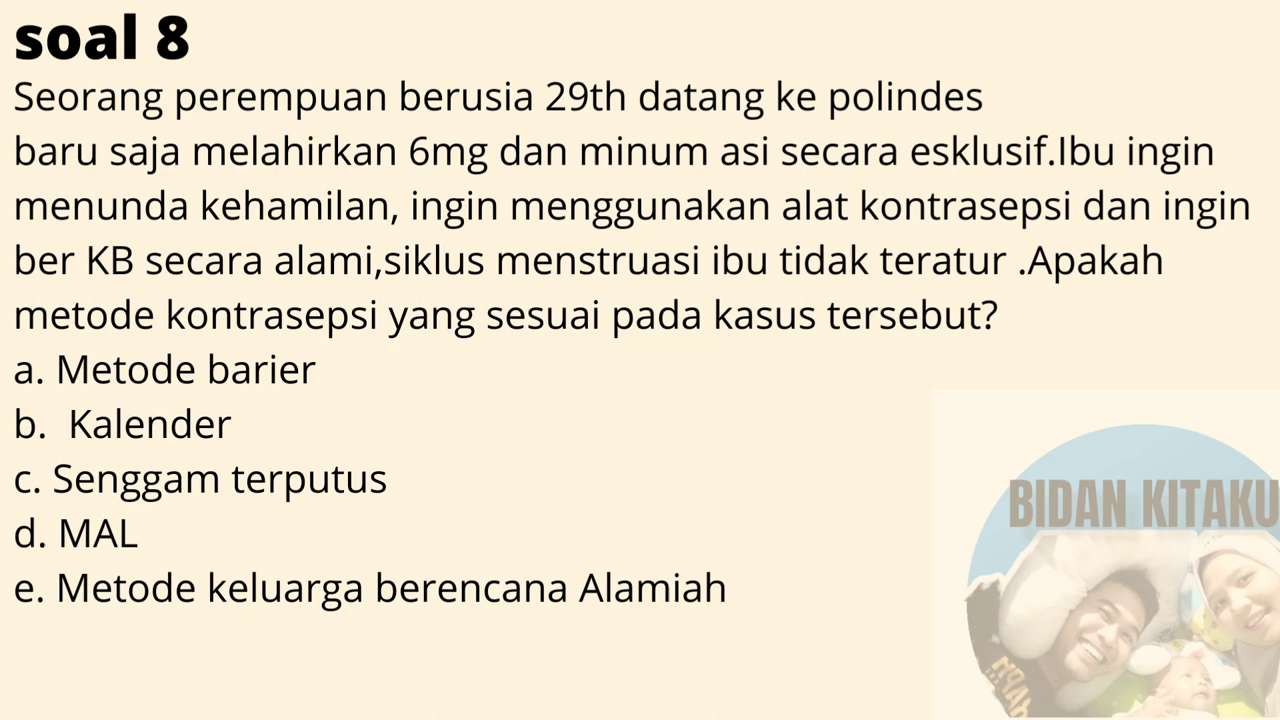 soal 8
Seorang perempuan berusia 29th datang ke polindes
baru saja melahirkan 6mg dan minum asi secara esklusif.Ibu ingin
menunda kehamilan, ingin menggunakan alat kontrasepsi dan ingin
ber KB secara alami,siklus menstruasi ibu tidak teratur .Apakah
metode kontrasepsi yang sesuai pada kasus tersebut?
a. Metode barier
b. Kalender
c. Senggam terputus
d. MAL
e. Metode keluarga berencana Alamiah
BIDAN KITAKU